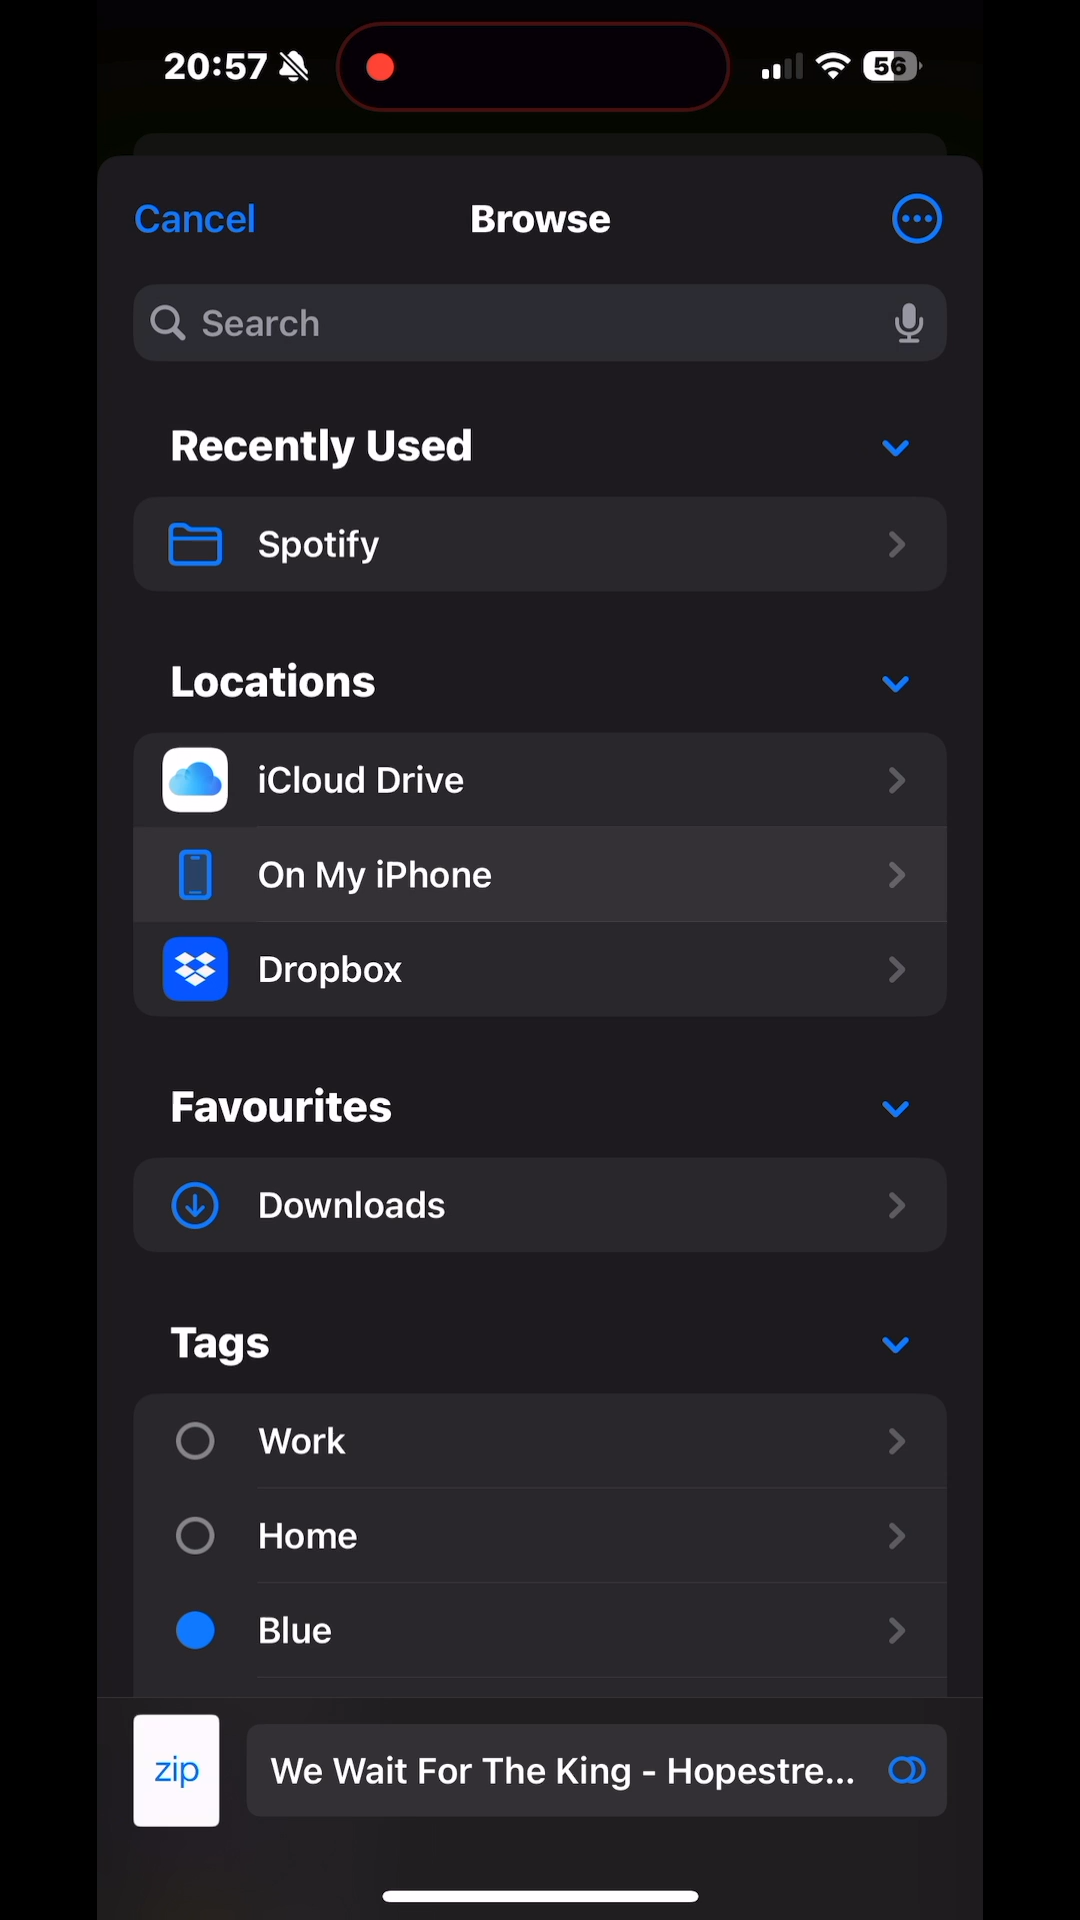 20:57
56
Cancel
Browse
Search
Recently Used
Spotify
Locations
iCloud Drive
On My iPhone
Dropbox
Favourites
Downloads
Tags
Work
Home
Blue
zip
We Wait For The King - Hopestre...